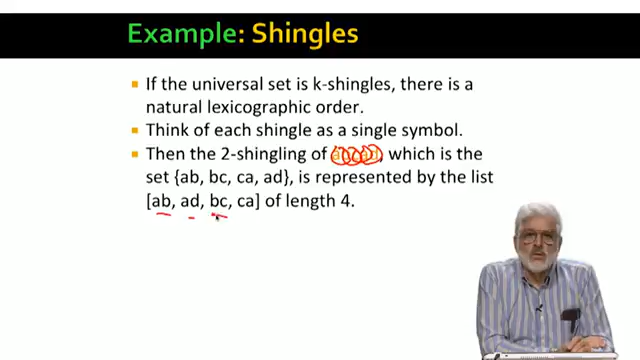 Example: Shingles
If the universal set is k-shingles, there is a
natural lexicographic order.
Think of each shingle as a single symbol.
Then the 2-shingling of , which is the
set {ab, bc, ca, ad}, is represented by the list
[ab, ad, bc, ca] of length 4.